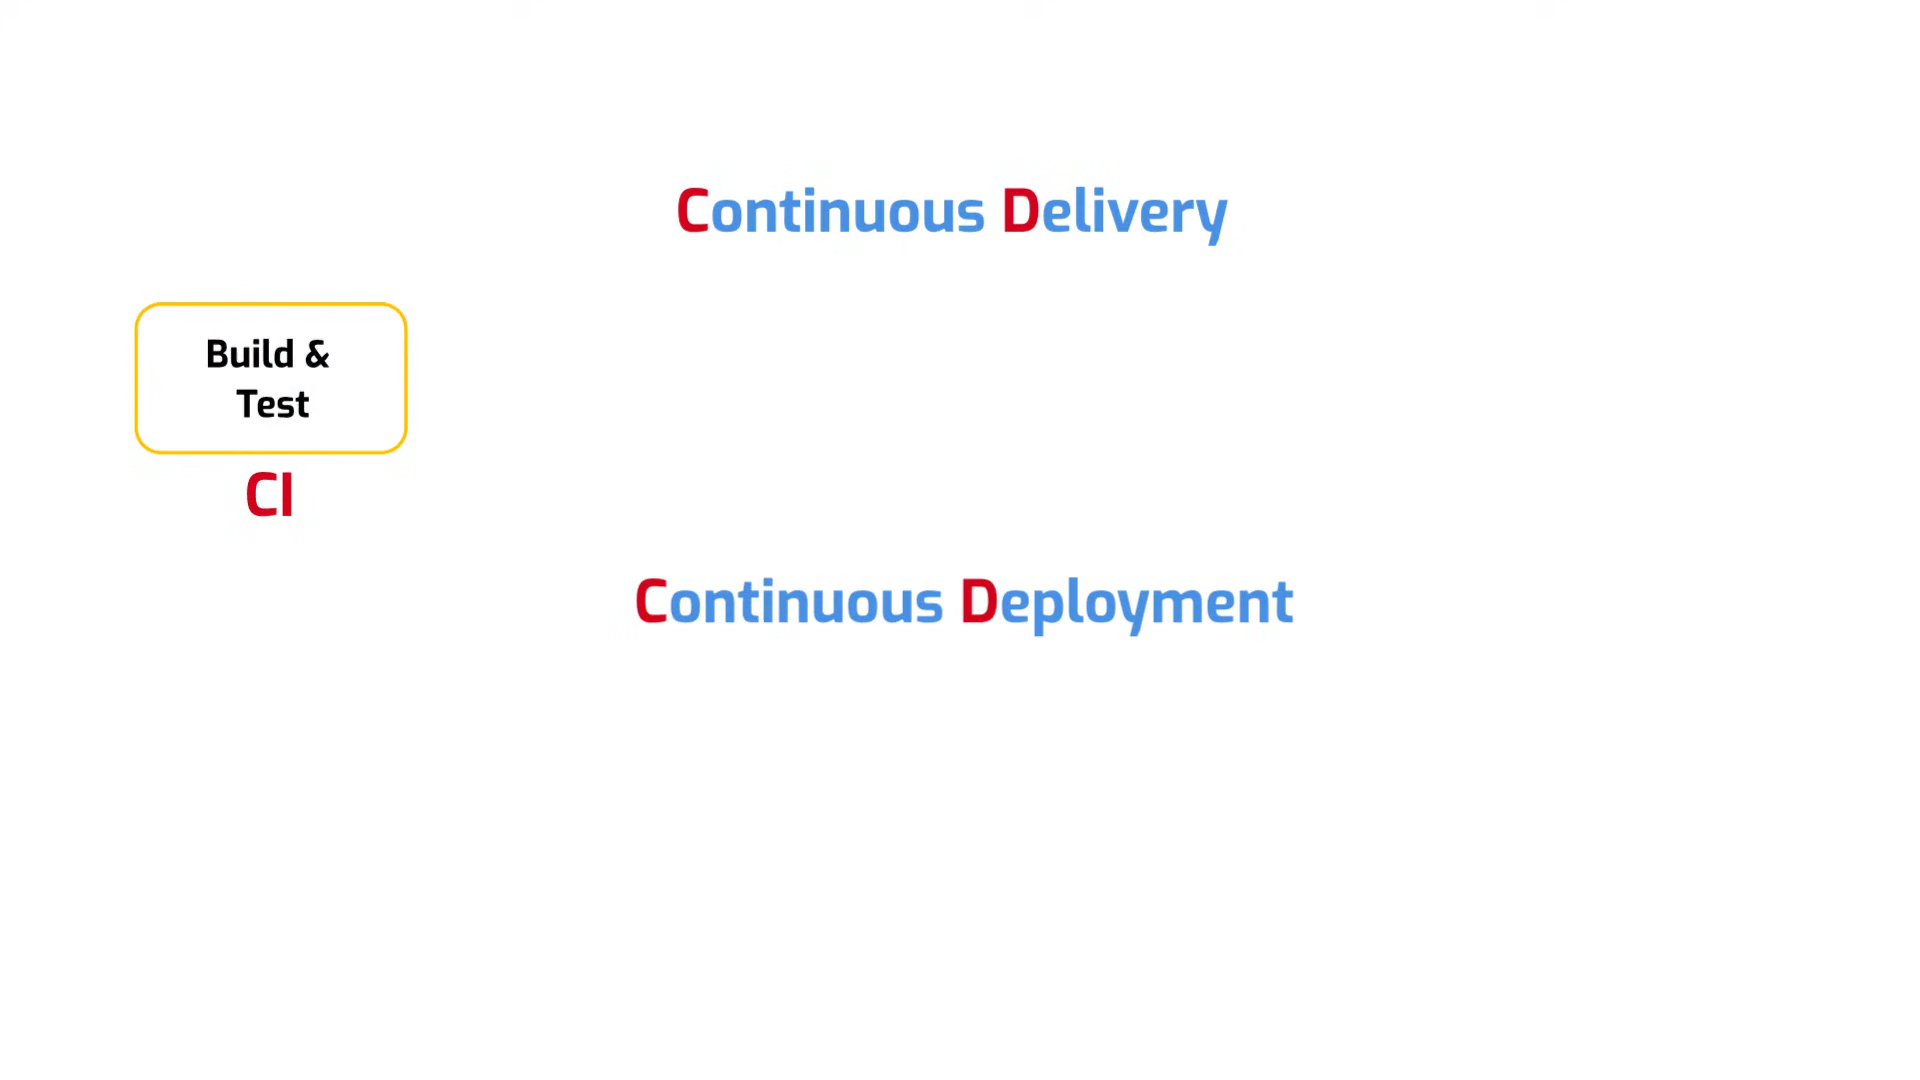 Continuous Delivery
Build &
Test
CI
Continuous Deployment